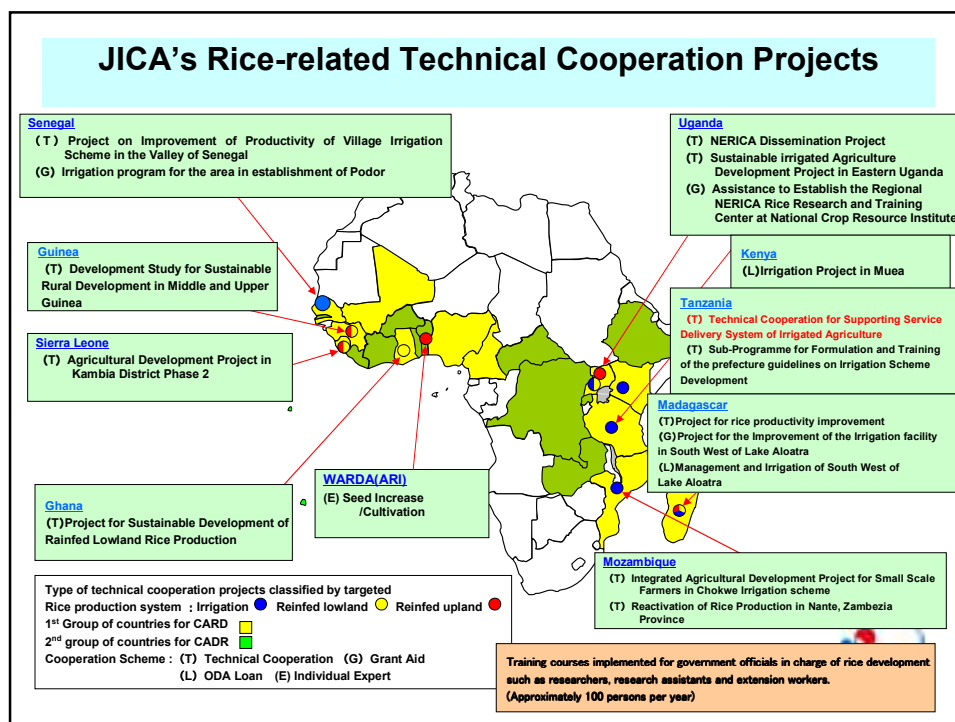 JICA's Rice-related Technical Cooperation Projects
Senegal
(T) Project on Improvement of Productivity of Village Irrigation
Scheme in the Valley of Senegal
(G) Irrigation program for the area in establishment of Podor
Guinea
(T) Development Study for Sustainable
Rural Development in Middle and Upper
Guinea
Sierra Leone
(T) Agricultural Development Project in
Kambia District Phase 2
Ghana
(T)Project for Sustainable Development of
Rainfed Lowland Rice Production
WARDA(ARI)
(E) Seed Increase
/Cultivation
Uganda
(T) NERICA Dissemination Project
(T) Sustainable irrigated Agriculture
Development Project in Eastern Uganda
(G) Assistance to Establish the Regional
NERICA Rice Research and Training
Center at National Crop Resource Institute
Kenya
(L)Irrigation Project in Muea
Tanzania
(T) Technical Cooperation for Supporting Service
Delivery System of Irrigated Agriculture
(T) Sub-Programme for Formulation and Training
of the prefecture guidelines on Irrigation Scheme
Development
Madagascar
(T)Project for rice productivity improvement
(G)Project for the Improvement of the Irrigation facility
in South West of Lake Aloatra
(L)Management and Irrigation of South West of
Lake Aloatra
Mozambique
(T) Integrated Agricultural Development Project for Small Scale
Farmers in Chokwe Irrigation scheme
(T) Reactivation of Rice Production in Nante, Zambezia
Province
Type of technical cooperation projects classified by targeted
Rice production system : Irrigation Reinfed lowland Reinfed upland
1st Group of countries for CARD
2nd group of countries for CADR
Cooperation Scheme : (T) Technical Cooperation (G) Grant Aid
(L) ODA Loan (E) Individual Expert
Training courses implemented for government officials in charge of rice development
such as researchers, research assistants and extension workers.
(Approximately 100 persons per year)